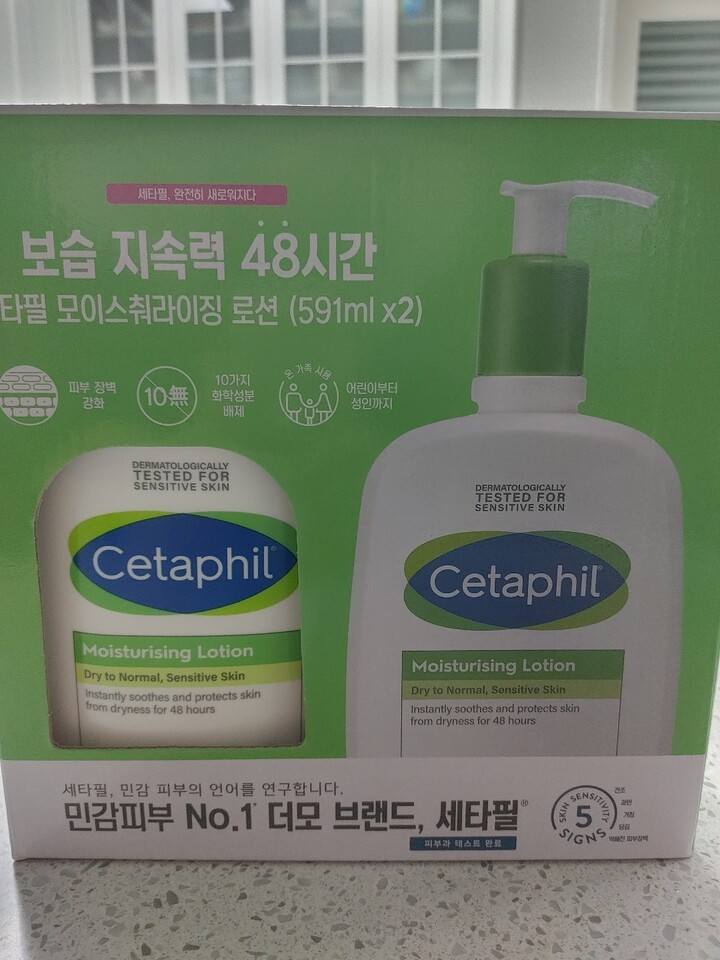 세타필, 완전히 새로워지다
보습 지속력 48시간
타필 모이스춰라이징 로션 (591ml x2)
피부 장벽
강화
10無
10가지
화학성분
배제
온 가족 사용
어린이부터
성인까지
DERMATOLOGICALLY
TESTED FOR
SENSITIVE SKIN
Cetaphil®
Moisturising Lotion
Dry to Normal, Sensitive Skin
Instantly soothes and protects skin
from dryness for 48 hours
DERMATOLOGICALLY
TESTED FOR
SENSITIVE SKIN
Cetaphil®
Moisturising Lotion
Dry to Normal, Sensitive Skin
Instantly soothes and protects skin
from dryness for 48 hours
세타필, 민감 피부의 언어를 연구합니다.
민감피부 No.1* 더모 브랜드, 세타필®
피부과 테스트 완료
SKIN SENSITIVITY
5
SIGNS
건조
거침
당김